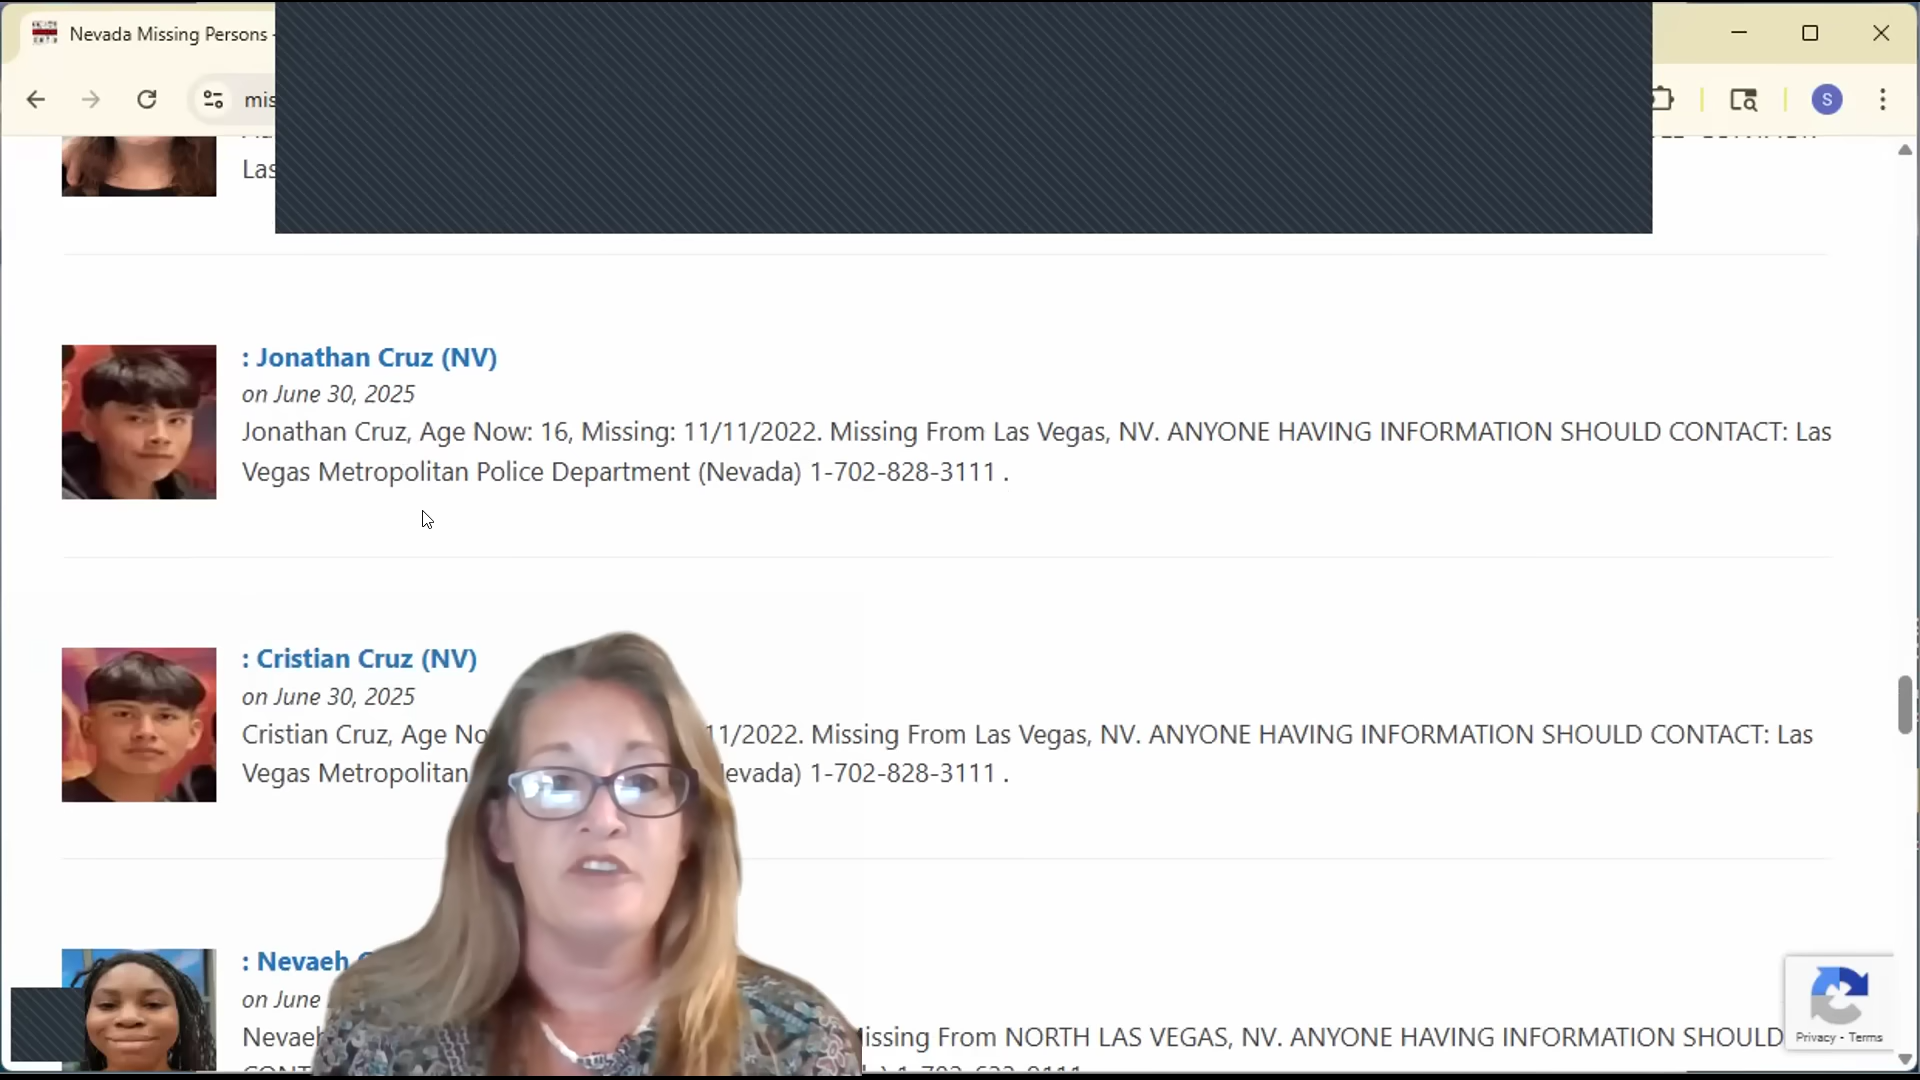 Nevada Missing Persons -
mis
S
Las
: Jonathan Cruz (NV)
on June 30, 2025
Jonathan Cruz, Age Now: 16, Missing: 11/11/2022. Missing From Las Vegas, NV. ANYONE HAVING INFORMATION SHOULD CONTACT: Las
Vegas Metropolitan Police Department (Nevada) 1-702-828-3111 .
: Cristian Cruz (NV)
on June 30, 2025
Cristian Cruz, Age No 11/2022. Missing From Las Vegas, NV. ANYONE HAVING INFORMATION SHOULD CONTACT: Las
Vegas Metropolitan evada) 1-702-828-3111 .
: Nevaeh
on June
Nevaeh issing From NORTH LAS VEGAS, NV. ANYONE HAVING INFORMATION SHOULD
Privacy - Terms